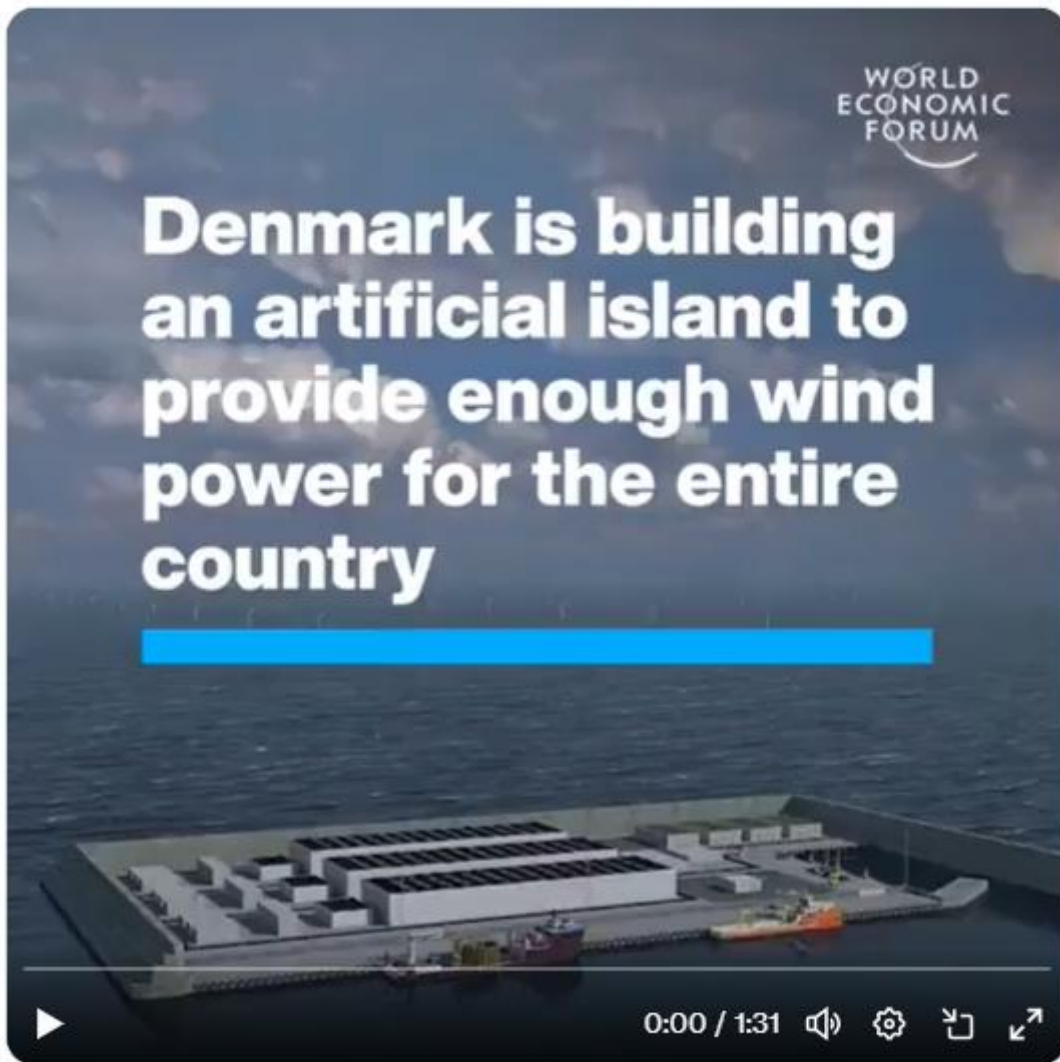 WORLD
ECONOMIC
FORUM
Denmark is building
an artificial island to
provide enough wind
power for the entire
country
0:00 / 1:31